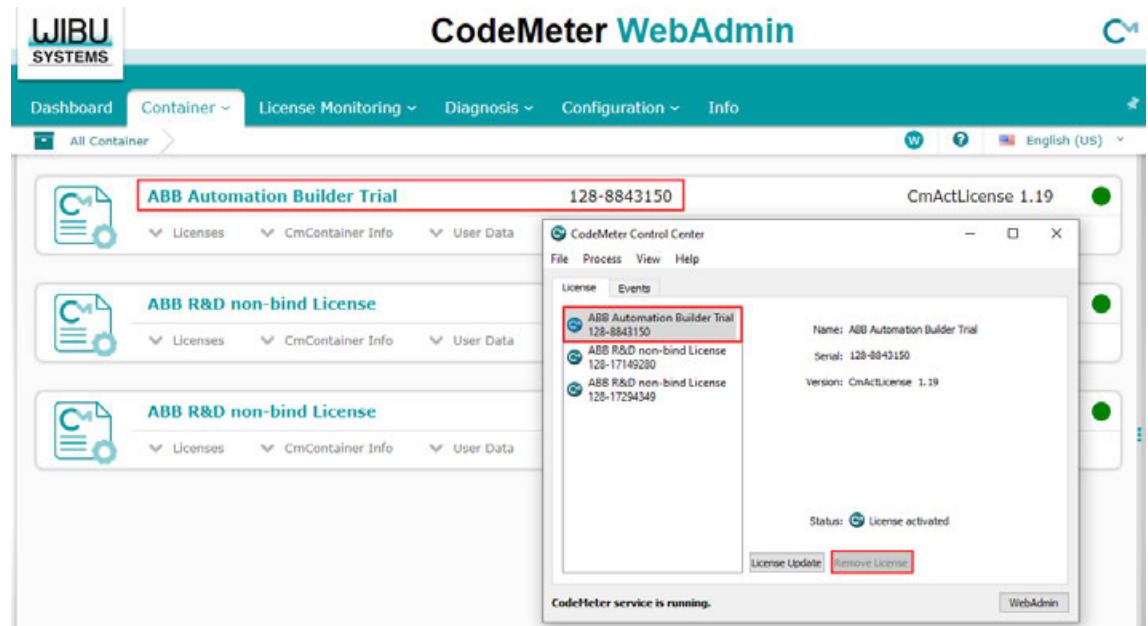 WIBU
SYSTEMS
CodeMeter WebAdmin
Dashboard Container License Monitoring Diagnosis Configuration Info
All Container
W ? English (US)
ABB Automation Builder Trial 128-8843150 CmActLicense 1.19
Licenses CmContainer Info User Data
ABB R&D non-bind License
Licenses CmContainer Info User Data
ABB R&D non-bind License
Licenses CmContainer Info User Data
CodeMeter Control Center
File Process View Help
License Events
ABB Automation Builder Trial
128-8843150
ABB R&D non-bind License
128-17149280
ABB R&D non-bind License
128-17294349
Name: ABB Automation Builder Trial
Serial: 128-8843150
Version: CmActLicense 1.19
Status: License activated
License Update Remove License
CodeMeter service is running. WebAdmin